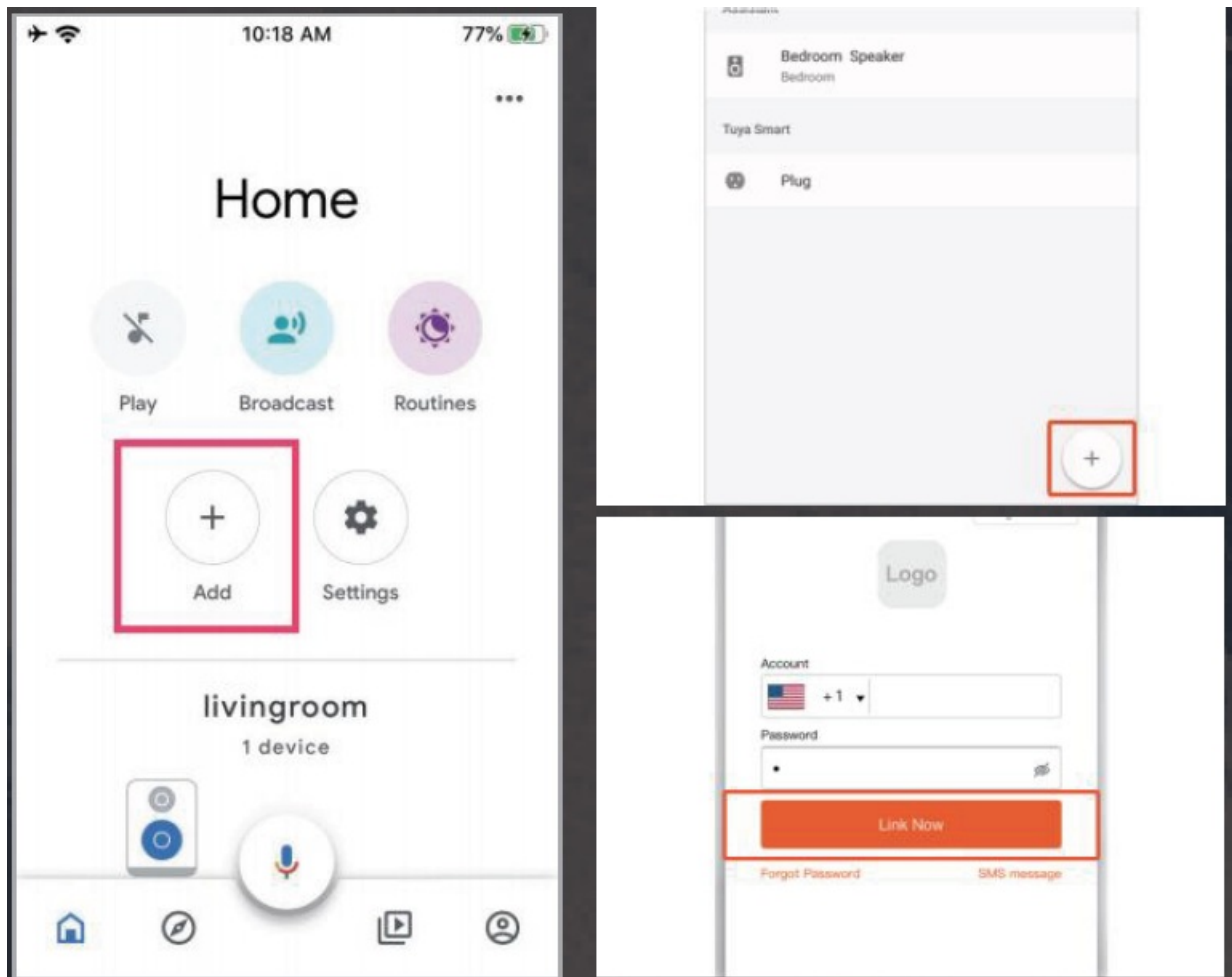 10:18 AM
77%
Home
Play
Broadcast
Routines
Add
Settings
livingroom
1 device
Assistant
Bedroom Speaker
Bedroom
Tuya Smart
Plug
Logo
Account
+1
Password
Link Now
Forgot Password
SMS message